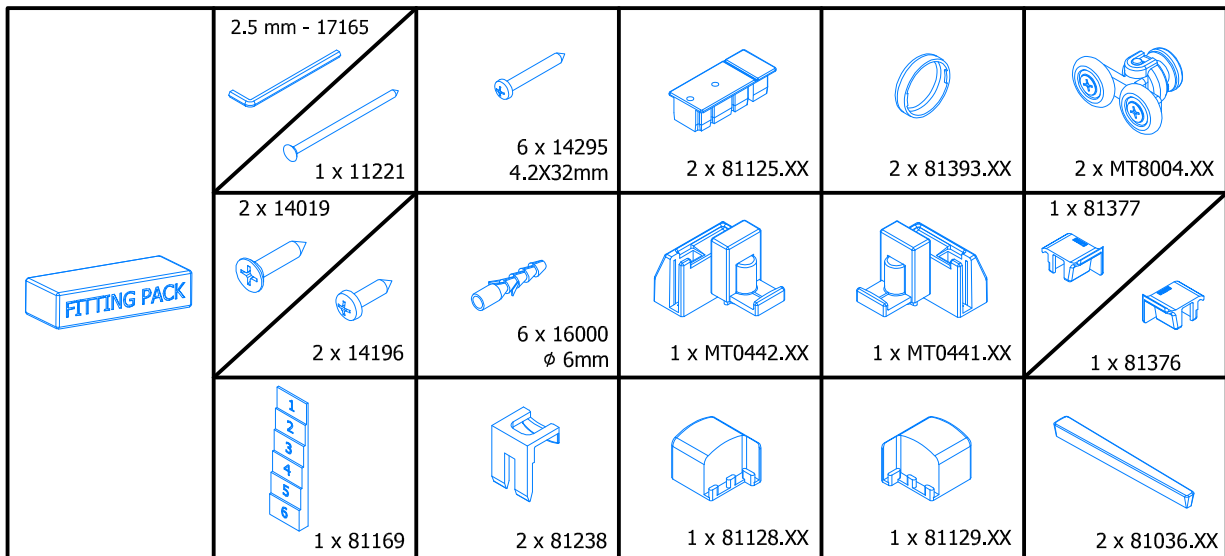 FITTING PACK
2.5 mm - 17165
1 x 11221
6 x 14295
4.2X32mm
2 x 81125.XX
2 x 81393.XX
2 x MT8004.XX
2 x 14019
2 x 14196
6 x 16000
ϕ 6mm
1 x MT0442.XX
1 x MT0441.XX
1 x 81377
1 x 81376
1
2
3
4
5
6
1 x 81169
2 x 81238
1 x 81128.XX
1 x 81129.XX
2 x 81036.XX